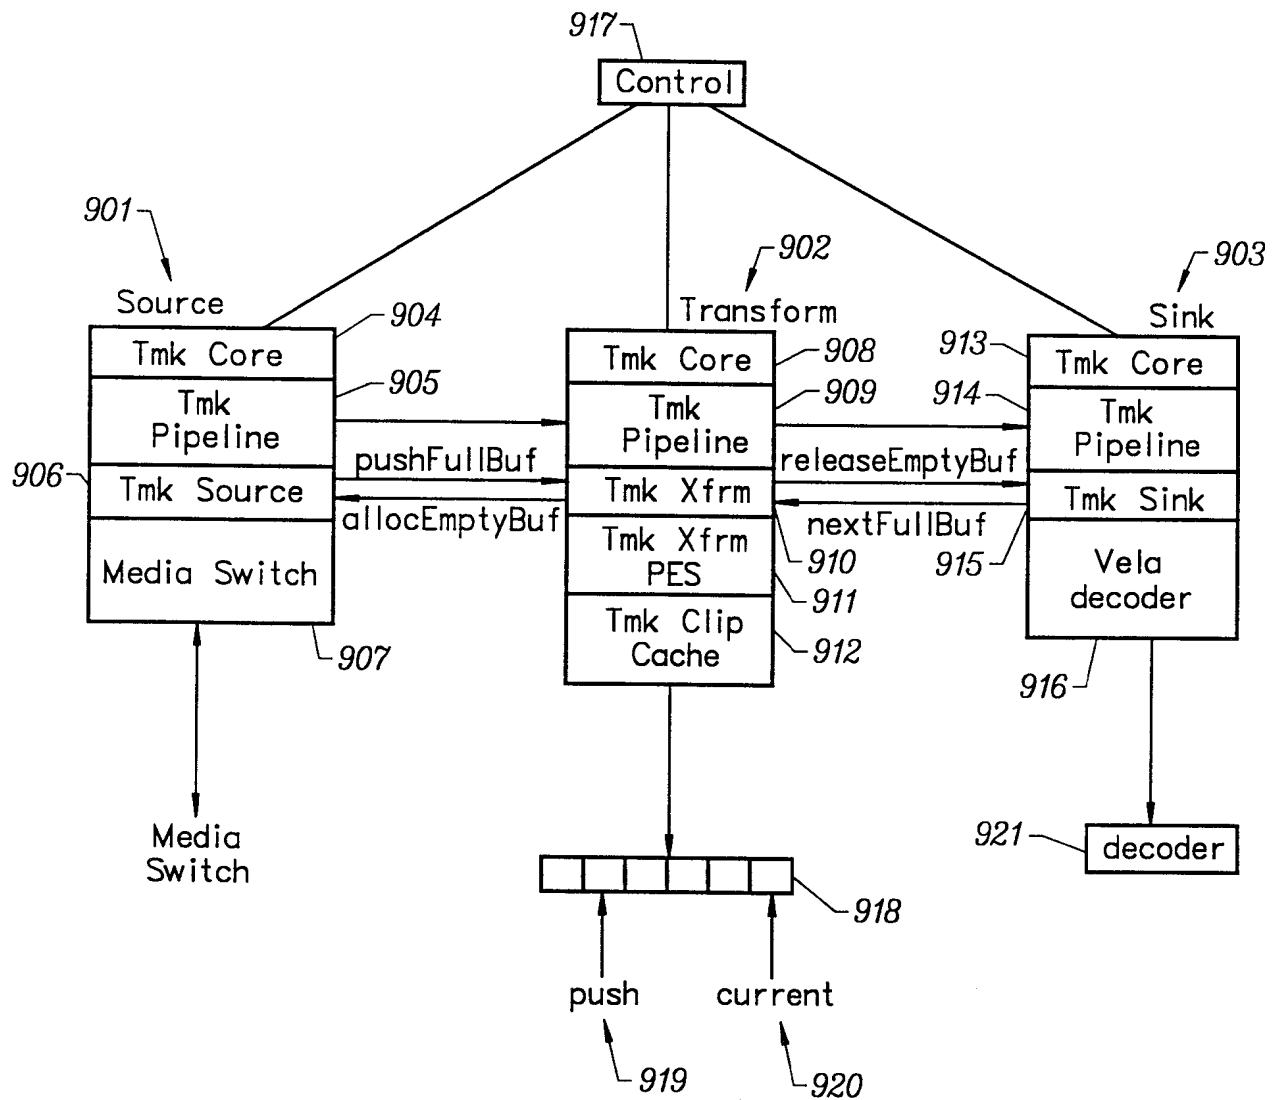 917
Control
901
902
903
Source
Transform
Sink
904
908
913
Tmk Core
Tmk Core
Tmk Core
905
909
914
Tmk
Pipeline
Tmk
Pipeline
Tmk
Pipeline
906
pushFullBuf
releaseEmptyBuf
Tmk Source
Tmk Xfrm
Tmk Sink
allocEmptyBuf
nextFullBuf
910
915
Media Switch
Tmk Xfrm
PES
Vela
decoder
911
907
Tmk Clip
Cache
912
916
Media
Switch
921
decoder
918
push
current
919
920